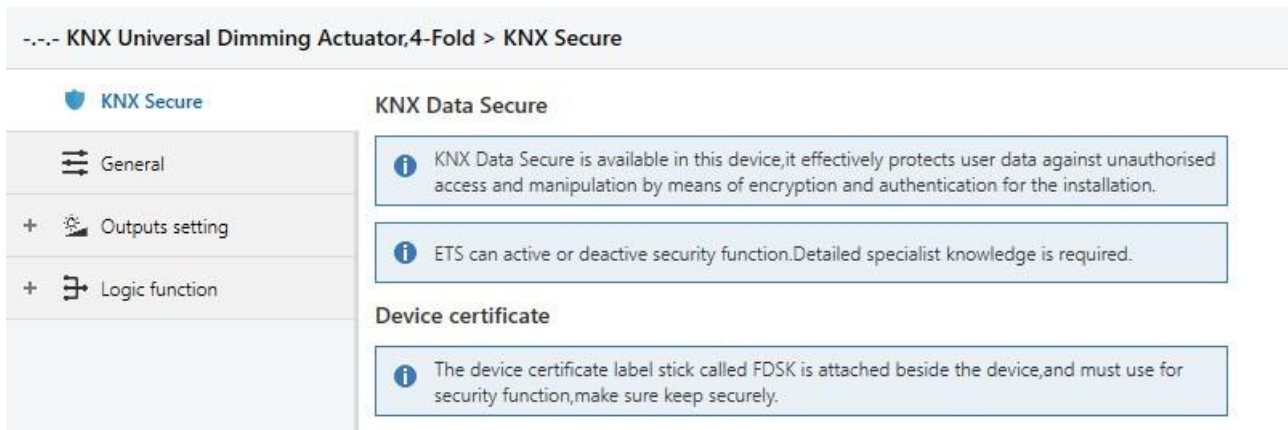 -.-.- KNX Universal Dimming Actuator,4-Fold > KNX Secure
KNX Secure
General
+ Outputs setting
+ Logic function
KNX Data Secure
KNX Data Secure is available in this device,it effectively protects user data against unauthorised
access and manipulation by means of encryption and authentication for the installation.
ETS can active or deactive security function.Detailed specialist knowledge is required.
Device certificate
The device certificate label stick called FDSK is attached beside the device,and must use for
security function,make sure keep securely.